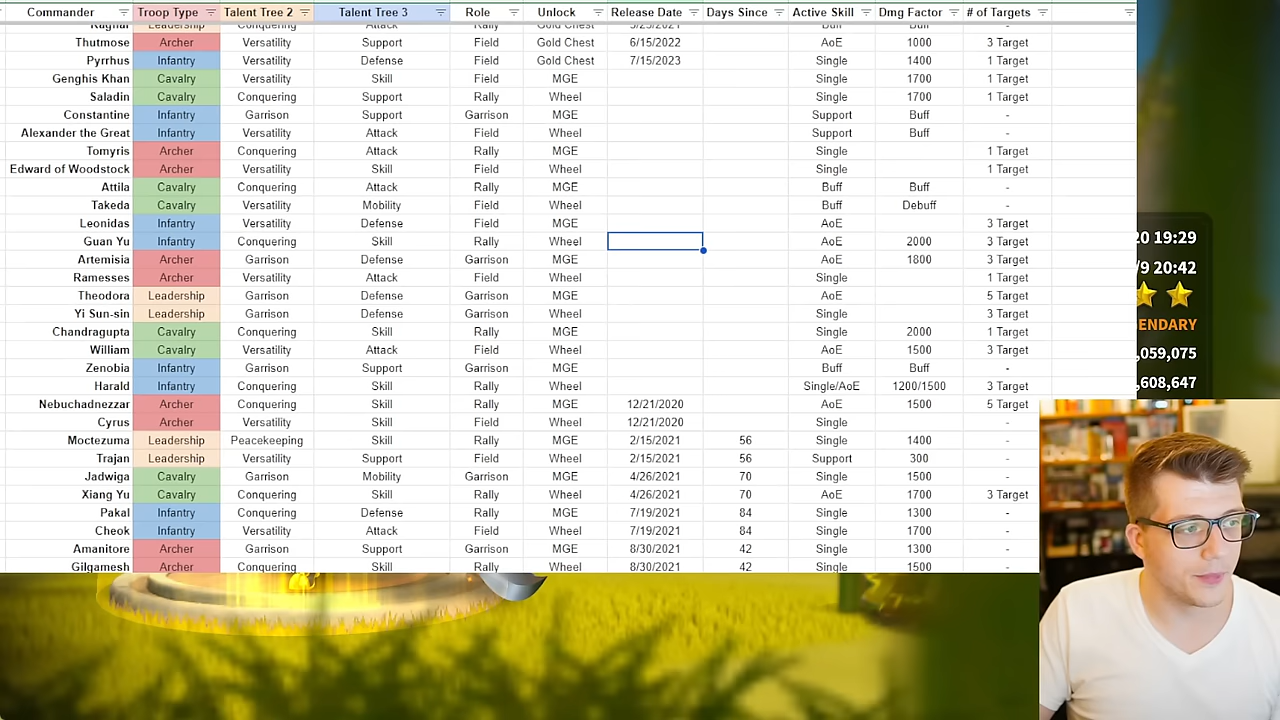 Commander Troop Type Talent Tree 2 Talent Tree 3 Role Unlock Release Date Days Since Active Skill Dmg Factor # of Targets
Raghar Leadership Conquering Attack Rally Gold Chest 5/25/2021 Buff Buff -
Thutmose Archer Versatility Support Field Gold Chest 6/15/2022 AoE 1000 3 Target
Pyrrhus Infantry Versatility Defense Field Gold Chest 7/15/2023 Single 1400 1 Target
Genghis Khan Cavalry Versatility Skill Field MGE Single 1700 1 Target
Saladin Cavalry Conquering Support Rally Wheel Single 1700 1 Target
Constantine Infantry Garrison Support Garrison MGE Support Buff -
Alexander the Great Infantry Versatility Attack Field Wheel Support Buff -
Tomyris Archer Conquering Attack Rally MGE Single 1 Target
Edward of Woodstock Archer Versatility Skill Field Wheel Single 1 Target
Attila Cavalry Conquering Attack Rally MGE Buff Buff -
Takeda Cavalry Versatility Mobility Field Wheel Buff Debuff -
Leonidas Infantry Versatility Defense Field MGE AoE 3 Target
Guan Yu Infantry Conquering Skill Rally Wheel AoE 2000 3 Target
Artemisia Archer Garrison Defense Garrison MGE AoE 1800 3 Target
Ramesses Archer Versatility Attack Field Wheel Single 1 Target
Theodora Leadership Garrison Defense Garrison MGE AoE 5 Target
Yi Sun-sin Leadership Garrison Defense Garrison MGE Single 3 Target
Chandragupta Cavalry Conquering Skill Rally MGE Single 2000 1 Target
William Cavalry Versatility Attack Field Wheel AoE 1500 3 Target
Zenobia Infantry Garrison Support Garrison MGE Buff Buff -
Harald Infantry Conquering Skill Rally Wheel Single/AoE 1200/1500 3 Target
Nebuchadnezzar Archer Conquering Skill Rally MGE 12/21/2020 AoE 1500 5 Target
Cyrus Archer Versatility Skill Field Wheel 12/21/2020 Single -
Moctezuma Leadership Peacekeeping Skill Rally MGE 2/15/2021 56 Single 1400 -
Trajan Leadership Versatility Support Field Wheel 2/15/2021 56 Support 300 -
Jadwiga Cavalry Garrison Mobility Garrison MGE 4/26/2021 70 Single 1500 -
Xiang Yu Cavalry Conquering Skill Rally Wheel 4/26/2021 70 AoE 1700 3 Target
Pakal Infantry Conquering Defense Rally MGE 7/19/2021 84 Single 1300 -
Cheok Infantry Versatility Attack Field Wheel 7/19/2021 84 Single 1700 -
Amanitore Archer Garrison Support Garrison MGE 8/30/2021 42 Single 1300 -
Gilgamesh Archer Conquering Skill Rally Wheel 8/30/2021 42 Single 1500 -
20 19:29
/9 20:42
ENDARY
,059,075
,608,647